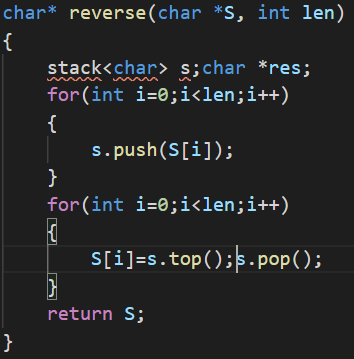 char* reverse(char *S, int len)
{
    stack<char> s;char *res;
    for(int i=0;i<len;i++)
    {
        s.push(S[i]);
    }
    for(int i=0;i<len;i++)
    {
        S[i]=s.top();s.pop();
    }
    return S;
}